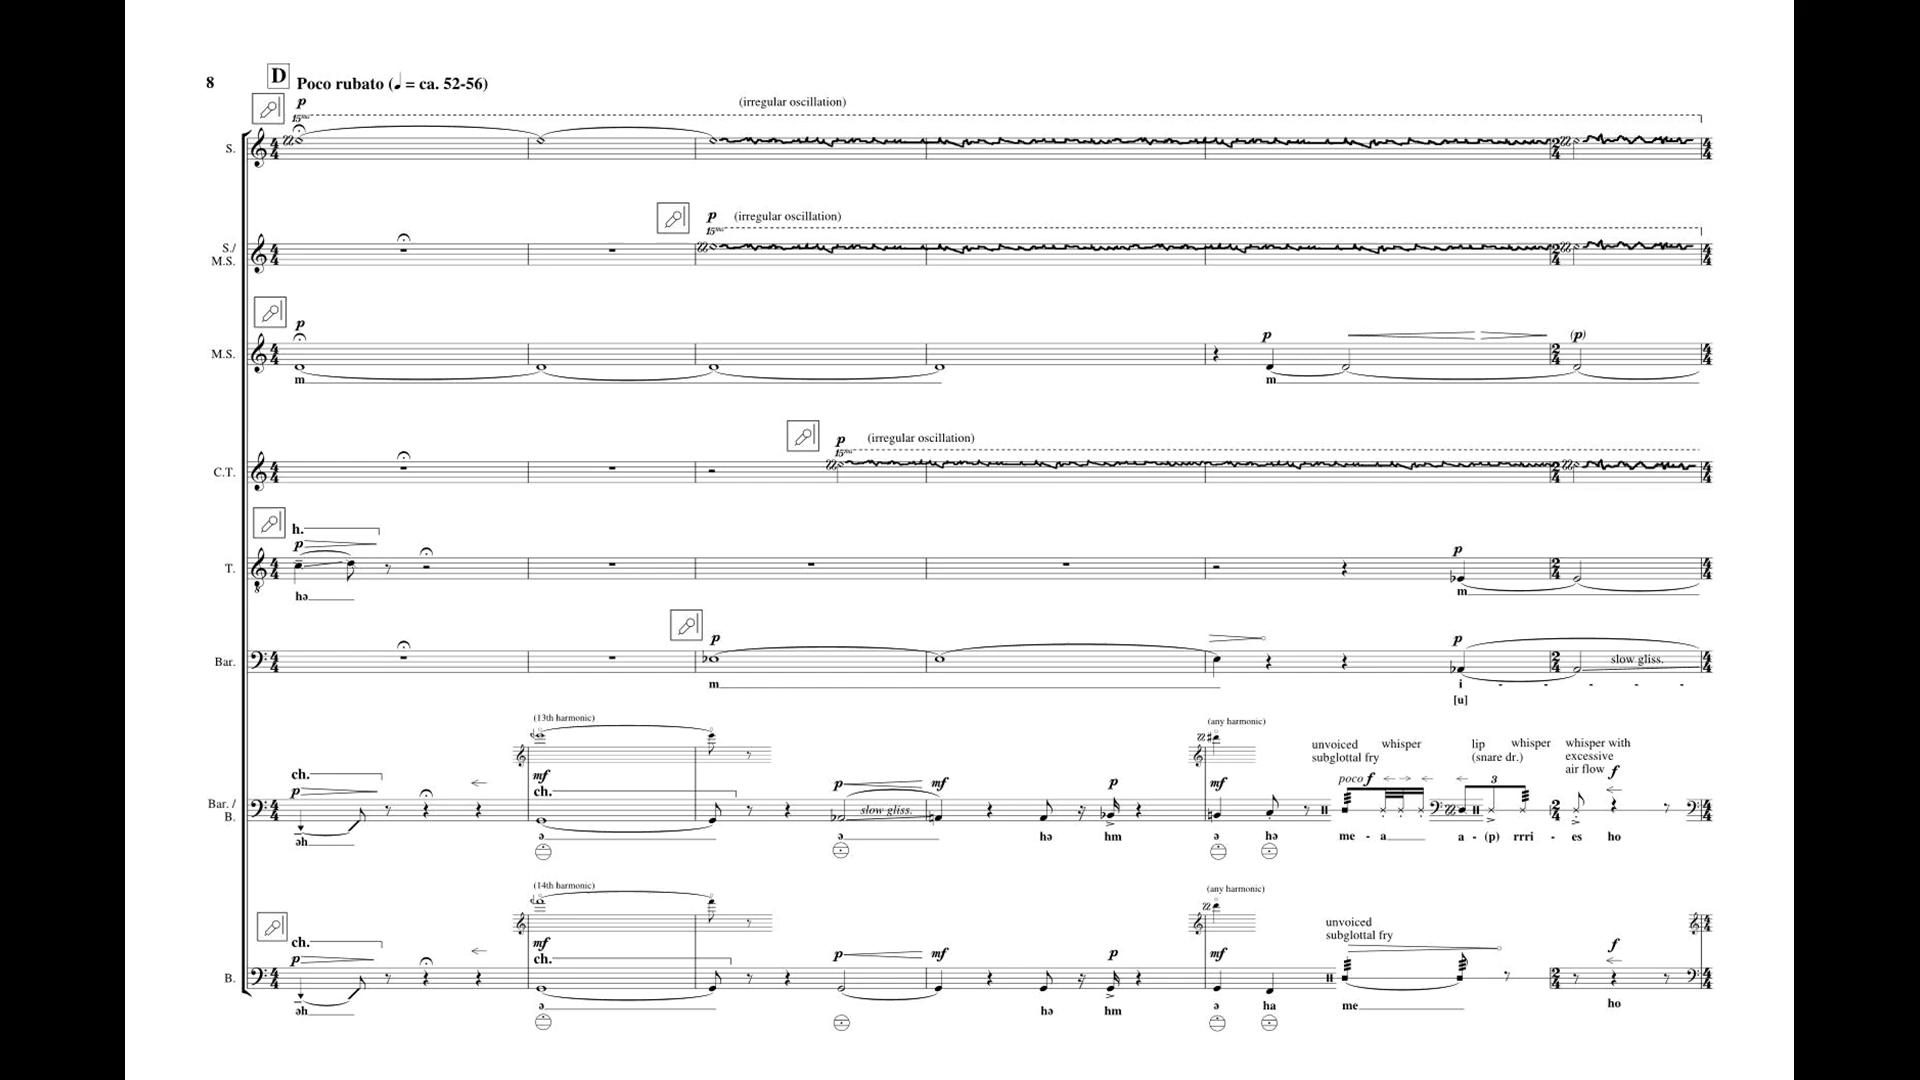 8
D Poco rubato (♩ = ca. 52-56)
p (irregular oscillation)
15ma
S.
p (irregular oscillation)
15ma
S./
M.S.
p
p (p)
M.S.
m m
p (irregular oscillation)
15ma
C.T.
h.
p
p
T.
hə m
p
p
Bar.
slow gliss.
m i - - - - - -
[u]
(13th harmonic) (any harmonic)
unvoiced whisper lip whisper whisper with
subglottal fry (snare dr.) excessive
air flow
ch. mf p mf p mf poco f 3 f
p ch.
Bar. /
B.
slow gliss.
əh ə ə hə hm ə hə me - a a - (p) rrri - es ho
(14th harmonic) (any harmonic)
unvoiced
subglottal fry
ch. mf p mf p mf f
p ch.
B.
əh ə hə hm ə ha me ho